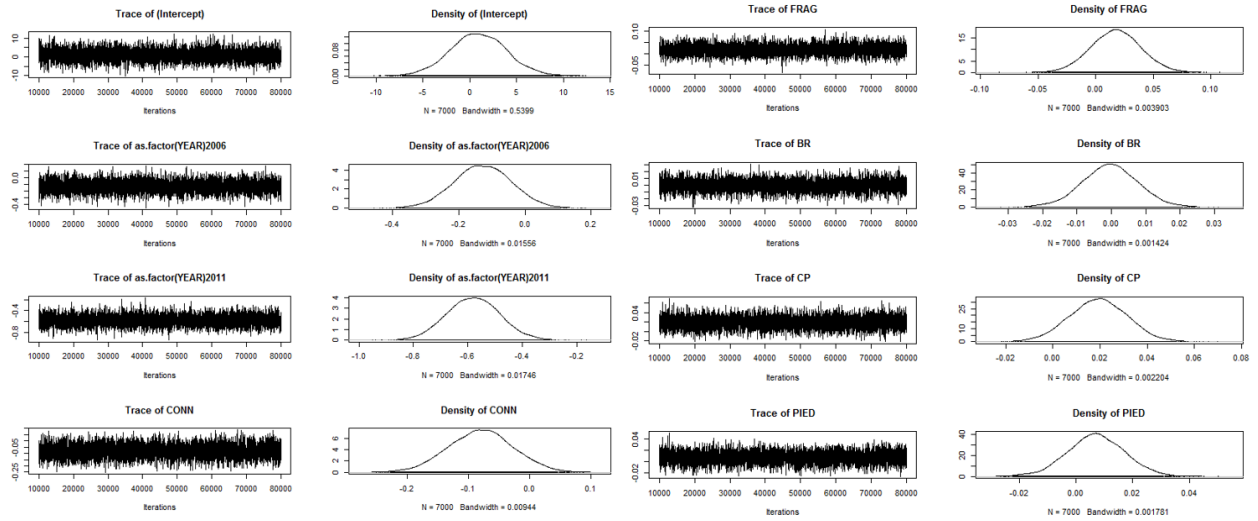 Trace of (Intercept)
-10 0 10
10000 20000 30000 40000 50000 60000 70000 80000
Iterations
Density of (Intercept)
0.00 0.08
-10 -5 0 5 10 15
N = 7000 Bandwidth = 0.5399
Trace of FRAG
-0.05 0.10
10000 20000 30000 40000 50000 60000 70000 80000
Iterations
Density of FRAG
0 5 15
-0.10 -0.05 0.00 0.05 0.10
N = 7000 Bandwidth = 0.003903
Trace of as.factor(YEAR)2006
-0.4 0.0
10000 20000 30000 40000 50000 60000 70000 80000
Iterations
Density of as.factor(YEAR)2006
0 2 4
-0.4 -0.2 0.0 0.2
N = 7000 Bandwidth = 0.01556
Trace of BR
-0.03 0.01
10000 20000 30000 40000 50000 60000 70000 80000
Iterations
Density of BR
0 20 40
-0.03 -0.02 -0.01 0.00 0.01 0.02 0.03
N = 7000 Bandwidth = 0.001424
Trace of as.factor(YEAR)2011
-0.8 -0.4
10000 20000 30000 40000 50000 60000 70000 80000
Iterations
Density of as.factor(YEAR)2011
0 1 2 3 4
-1.0 -0.8 -0.6 -0.4 -0.2
N = 7000 Bandwidth = 0.01746
Trace of CP
-0.02 0.04
10000 20000 30000 40000 50000 60000 70000 80000
Iterations
Density of CP
0 10 25
-0.02 0.00 0.02 0.04 0.06 0.08
N = 7000 Bandwidth = 0.002204
Trace of CONN
-0.25 -0.05
10000 20000 30000 40000 50000 60000 70000 80000
Iterations
Density of CONN
0 2 4 6
-0.2 -0.1 0.0 0.1
N = 7000 Bandwidth = 0.00944
Trace of PIED
-0.02 0.04
10000 20000 30000 40000 50000 60000 70000 80000
Iterations
Density of PIED
0 20 40
-0.02 0.00 0.02 0.04
N = 7000 Bandwidth = 0.001781